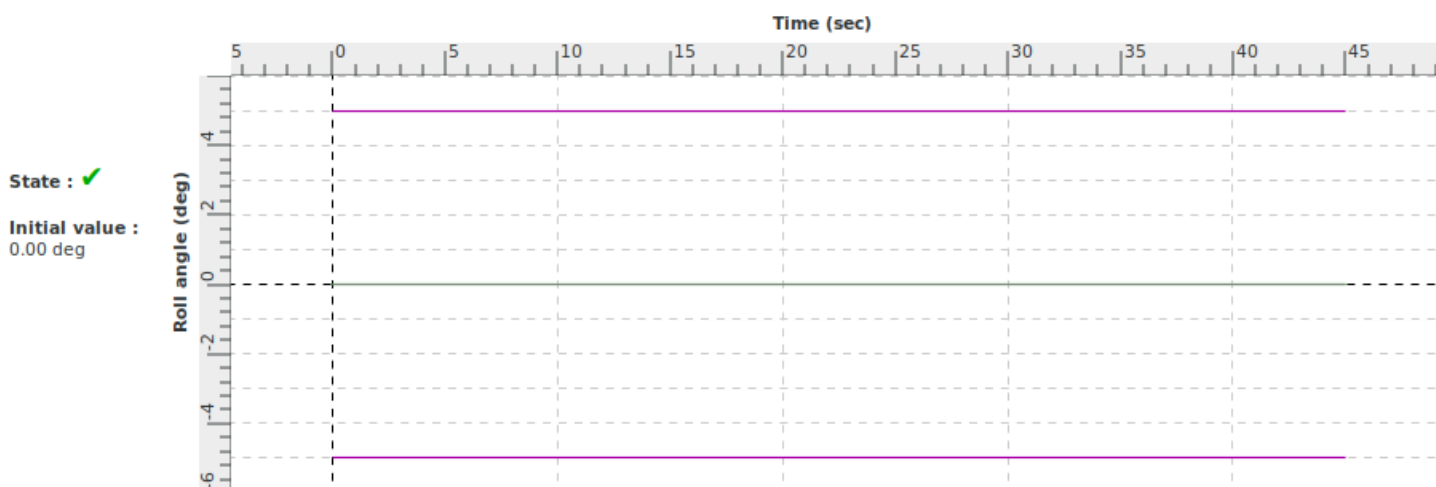 Time (sec)
5 0 5 10 15 20 25 30 35 40 45
State : ✔
Initial value :
0.00 deg
Roll angle (deg)
4
2
0
-2
-4
-6